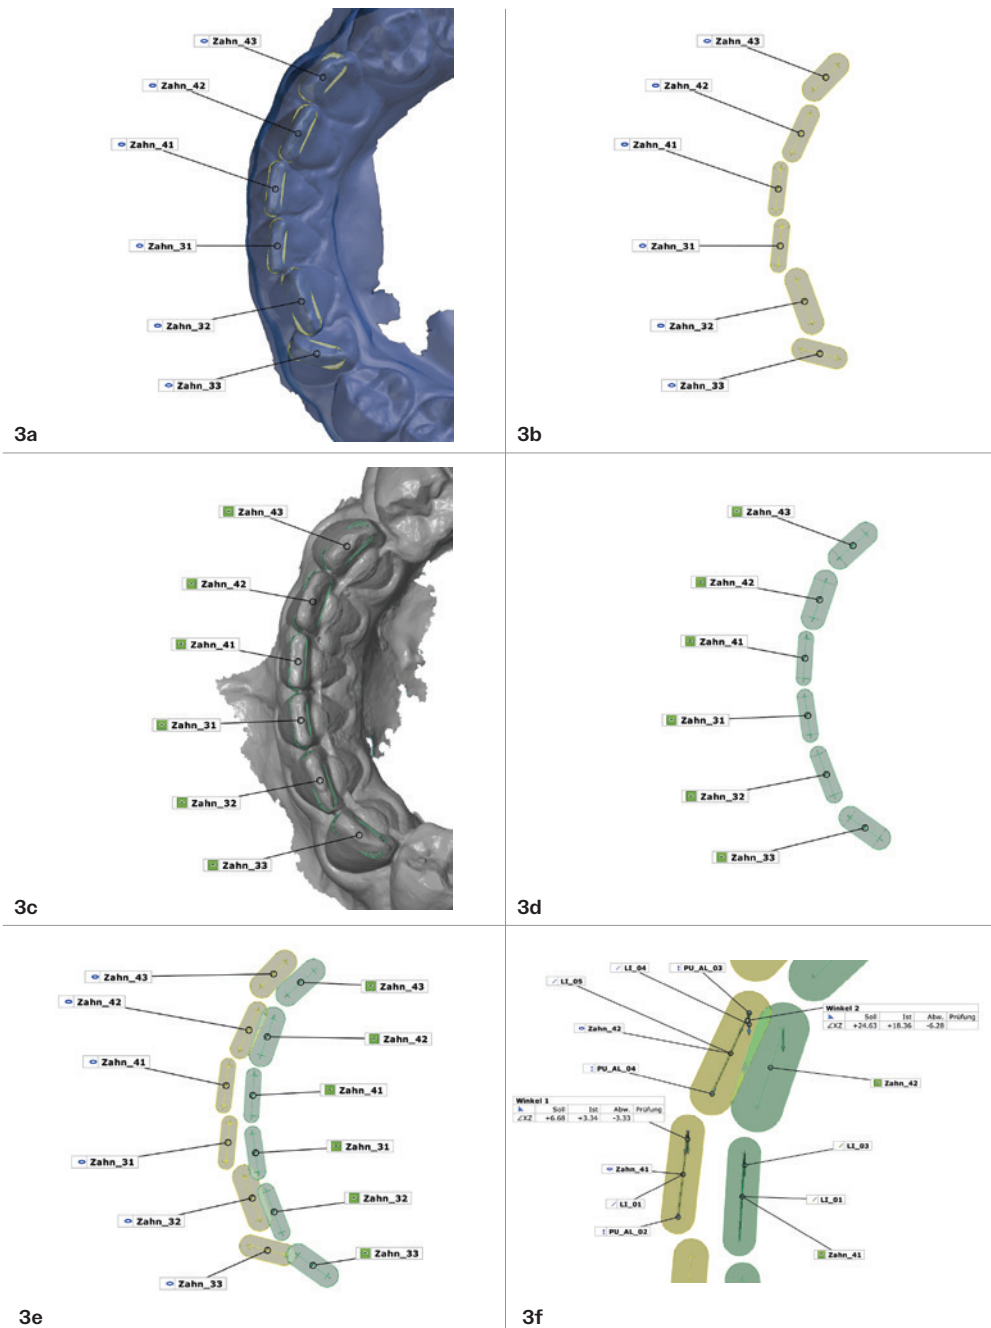 Zahn_43
Zahn_42
Zahn_41
Zahn_31
Zahn_32
Zahn_33
3a
Zahn_43
Zahn_42
Zahn_41
Zahn_31
Zahn_32
Zahn_33
3b
Zahn_43
Zahn_42
Zahn_41
Zahn_31
Zahn_32
Zahn_33
3c
Zahn_43
Zahn_42
Zahn_41
Zahn_31
Zahn_32
Zahn_33
3d
Zahn_43
Zahn_43
Zahn_42
Zahn_42
Zahn_41
Zahn_41
Zahn_31
Zahn_31
Zahn_32
Zahn_32
Zahn_33
Zahn_33
3e
LI_04
PU_AL_03
LI_05
Winkel 2
Soll Ist Abw. Prüfung
∠XZ +24.63 +18.36 -6.28
Zahn_42
PU_AL_04
Zahn_42
Winkel 1
Soll Ist Abw. Prüfung
∠XZ +6.68 +3.34 -3.33
LI_03
Zahn_41
LI_01
LI_01
PU_AL_02
Zahn_41
3f